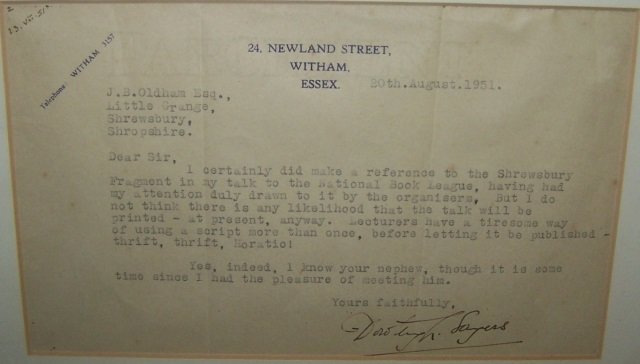 24, NEWLAND STREET,
WITHAM,
ESSEX.
Telephone WITHAM 3157
20th.August.1951.
J.B.Oldham Esq.,
Little Grange,
Shrewsbury,
Shropshire.
Dear Sir,
I certainly did make a reference to the Shrewsbury
Fragment in my talk to the National Book League, having had
my attention duly drawn to it by the organisers. But I do
not think there is any likelihood that the talk will be
printed - at present, anyway. Lecturers have a tiresome way
of using a script more than once, before letting it be published -
thrift, thrift, Horatio!
Yes, indeed, I know your nephew, though it is some
time since I had the pleasure of meeting him.
Yours faithfully,
Dorothy L. Sayers